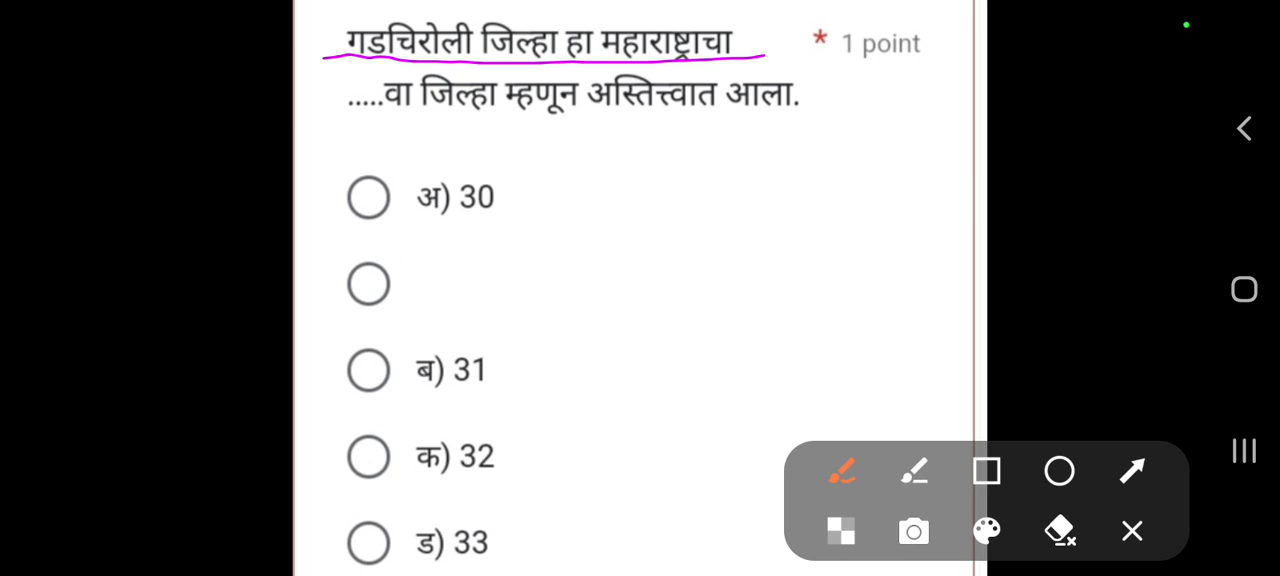 गडचिरोली जिल्हा हा महाराष्ट्राचा * 1 point
.....वा जिल्हा म्हणून अस्तित्त्वात आला.
अ) 30
ब) 31
क) 32
ड) 33